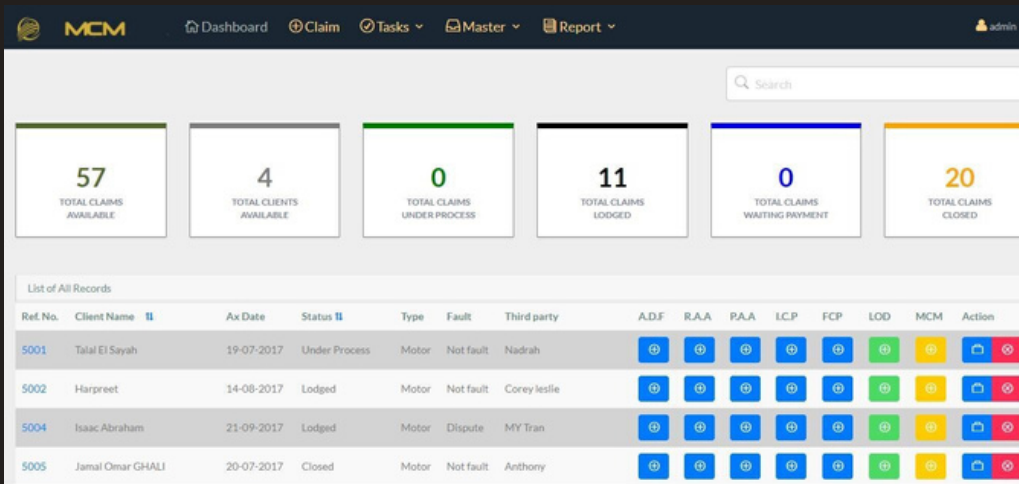 MCM Dashboard Claim Tasks Master Report admin
Search
57 4 0 11 0 20
TOTAL CLAIMS TOTAL CLIENTS TOTAL CLAIMS TOTAL CLAIMS TOTAL CLAIMS TOTAL CLAIMS
AVAILABLE AVAILABLE UNDER PROCESS LODGED WAITING PAYMENT CLOSED
List of All Records
Ref. No. Client Name Ax Date Status Type Fault Third party A.D.F R.A.A P.A.A I.C.P FCP LOD MCM Action
5001 Talal El Sayah 19-07-2017 Under Process Motor Not fault Nadrah
5002 Harpreet 14-08-2017 Lodged Motor Not fault Corey leslie
5004 Isaac Abraham 21-09-2017 Lodged Motor Dispute MY Tran
5005 Jamal Omar GHALI 20-07-2017 Closed Motor Not fault Anthony